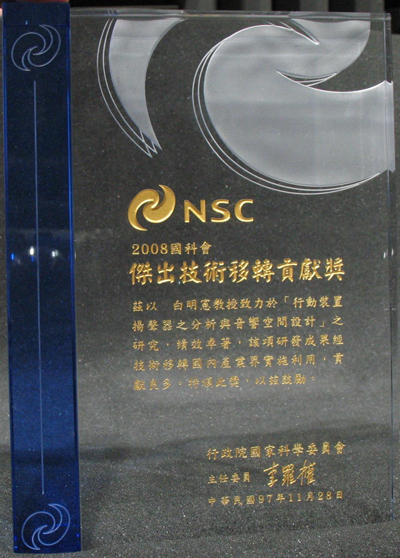 NSC
2008國科會
傑出技術移轉貢獻獎
茲以 白明憲教授致力於「行動裝置
揚聲器之分析與音響空間設計」之
研究，績效卓著，該項研發成果經
技術移轉國內產業界實施利用，貢
獻良多，特頒此獎，以茲鼓勵。
行政院國家科學委員會
主任委員 李羅權
中華民國97年11月28日